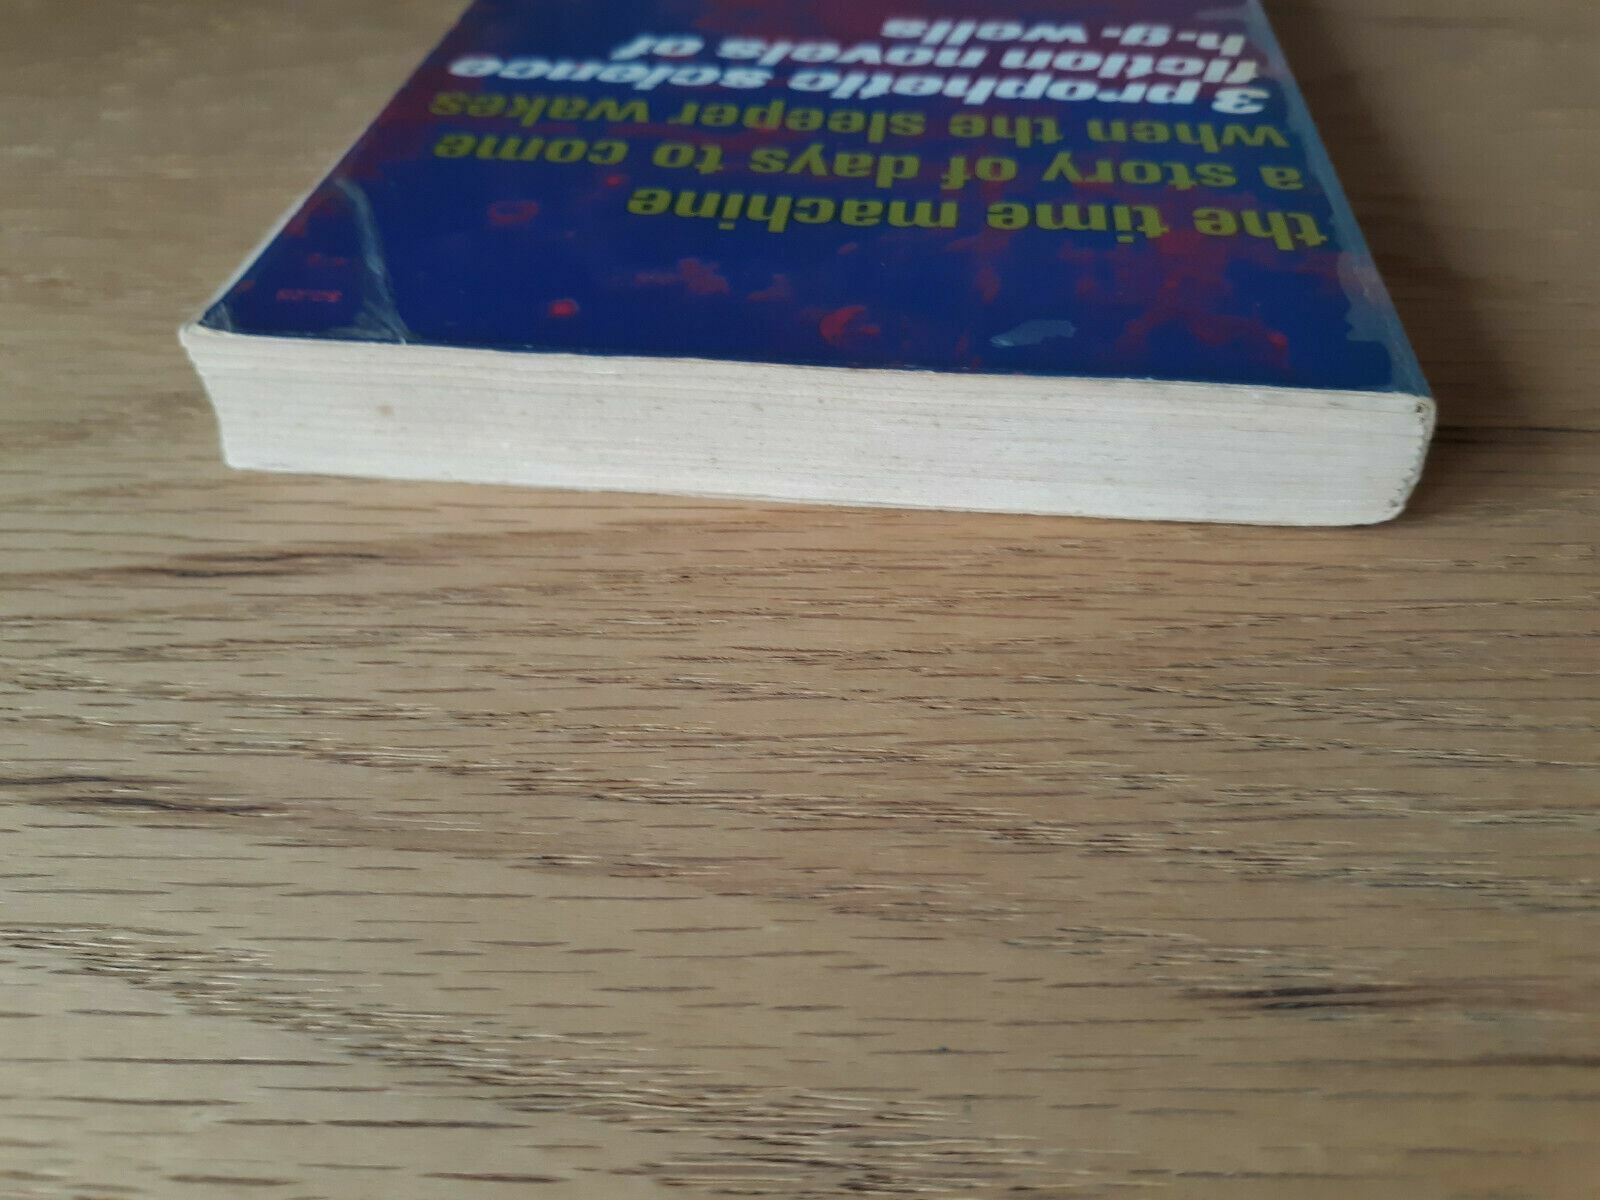 h.g. wells
fiction novels of
3 prophetic science
when the sleeper wakes
a story of days to come
the time machine